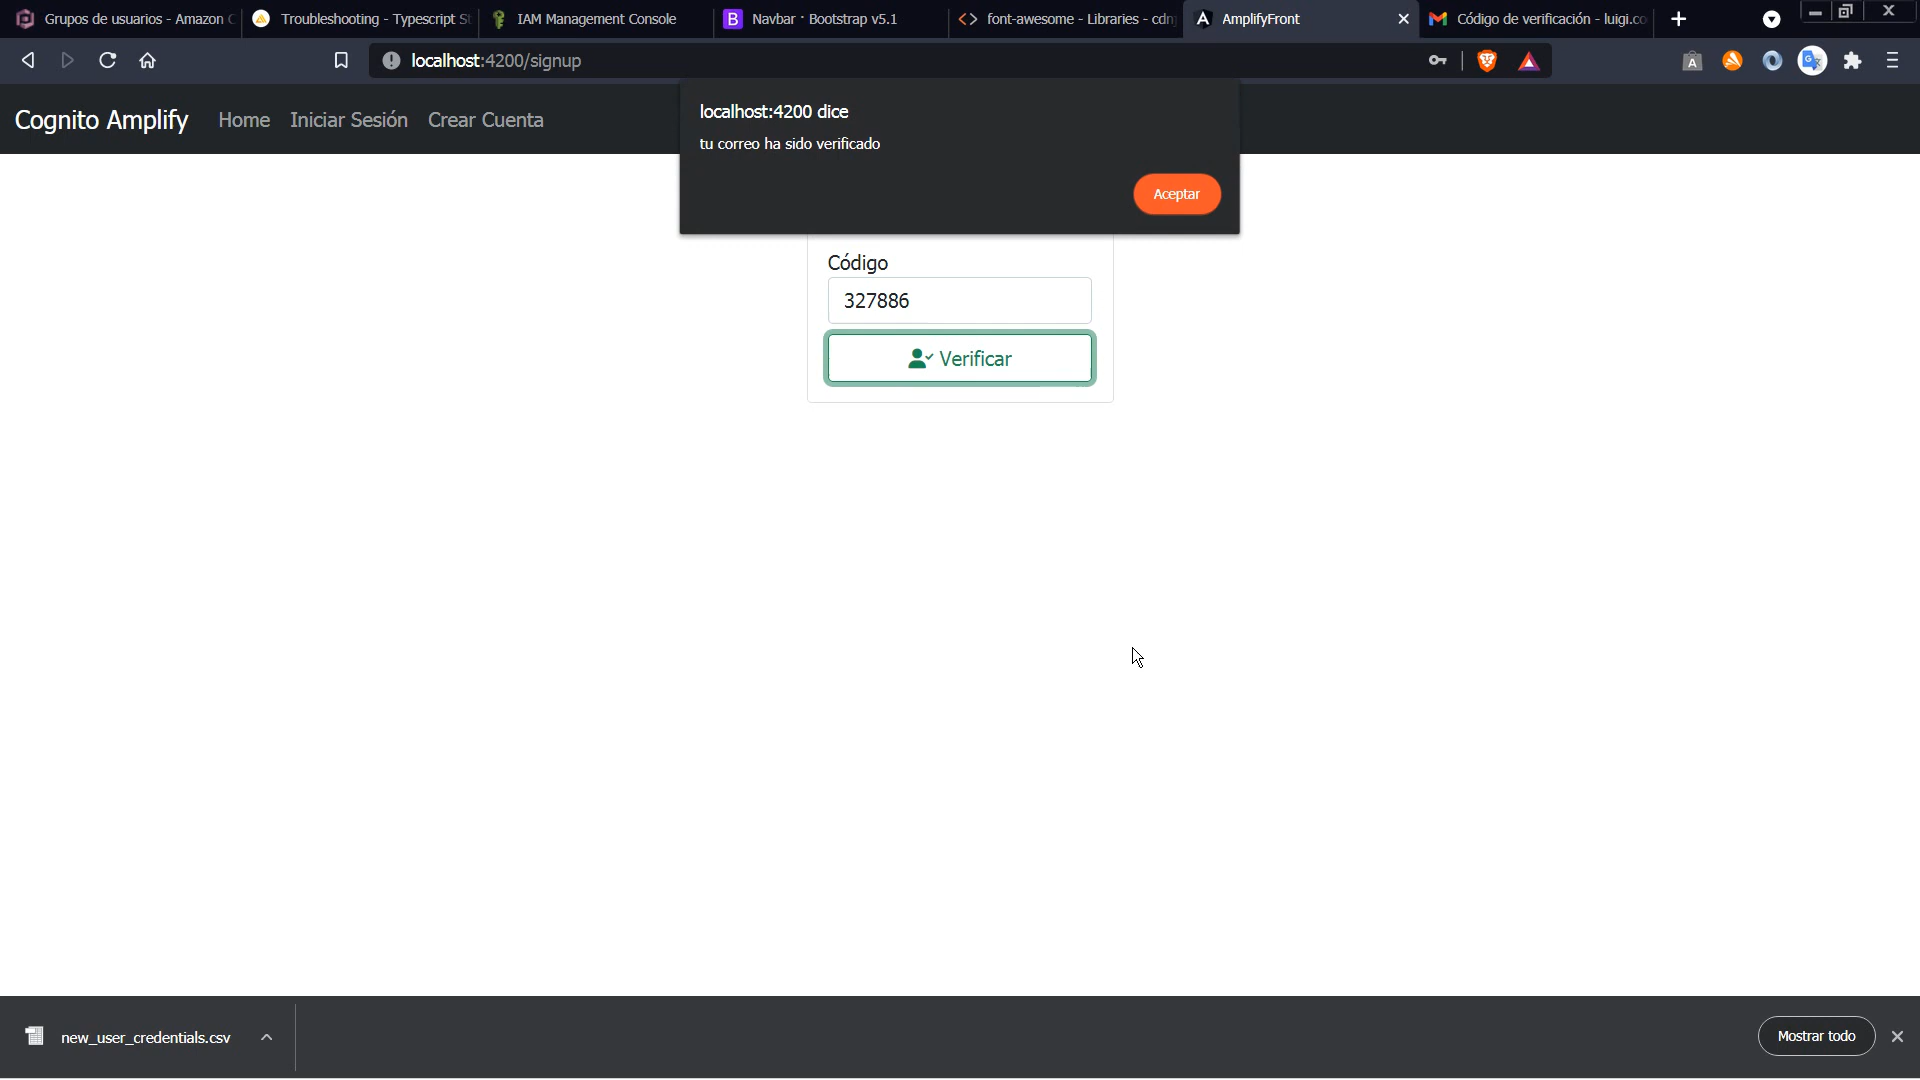 Grupos de usuarios - Amazon C
Troubleshooting - Typescript St
IAM Management Console
B Navbar · Bootstrap v5.1
font-awesome - Libraries - cdnj
AmplifyFront
Código de verificación - luigi.co
localhost:4200/signup
Cognito Amplify Home Iniciar Sesión Crear Cuenta
localhost:4200 dice
tu correo ha sido verificado
Aceptar
Código
327886
Verificar
new_user_credentials.csv
Mostrar todo